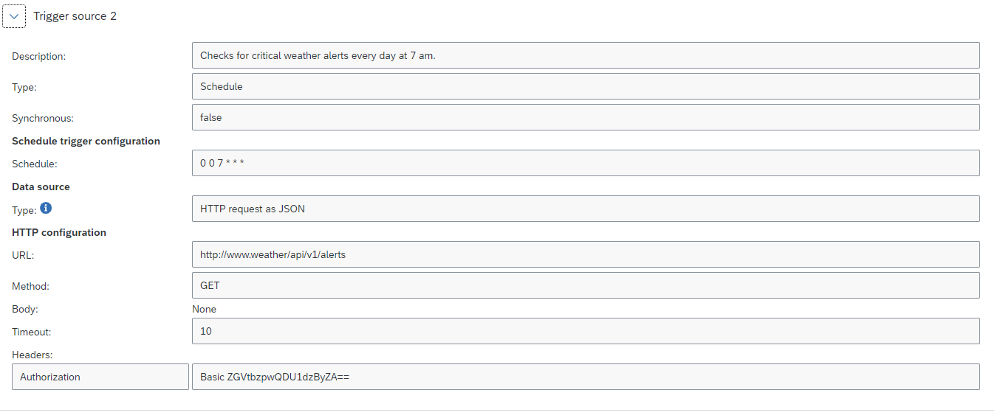 Trigger source 2
Description: Checks for critical weather alerts every day at 7 am.
Type: Schedule
Synchronous: false
Schedule trigger configuration
Schedule: 0 0 7 * * *
Data source
Type: HTTP request as JSON
HTTP configuration
URL: http://www.weather/api/v1/alerts
Method: GET
Body: None
Timeout: 10
Headers:
Authorization Basic ZGVtbzpwQDU1dzByZA==